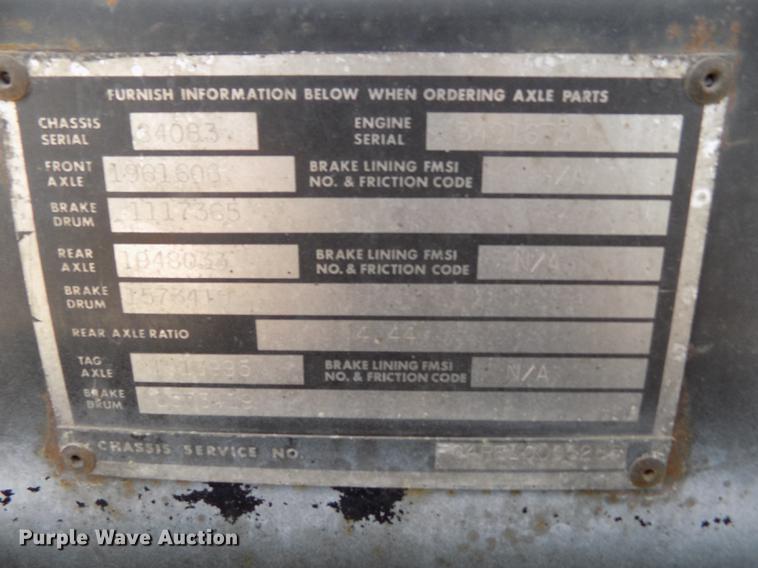 FURNISH INFORMATION BELOW WHEN ORDERING AXLE PARTS
CHASSIS SERIAL 34083 ENGINE SERIAL
FRONT AXLE 1961608 BRAKE LINING FMSI NO. & FRICTION CODE N/A
BRAKE DRUM 1117365
REAR AXLE 1848033 BRAKE LINING FMSI NO. & FRICTION CODE N/A
BRAKE DRUM
REAR AXLE RATIO 4.44
TAG AXLE BRAKE LINING FMSI NO. & FRICTION CODE N/A
BRAKE DRUM
CHASSIS SERVICE NO.
Purple Wave Auction